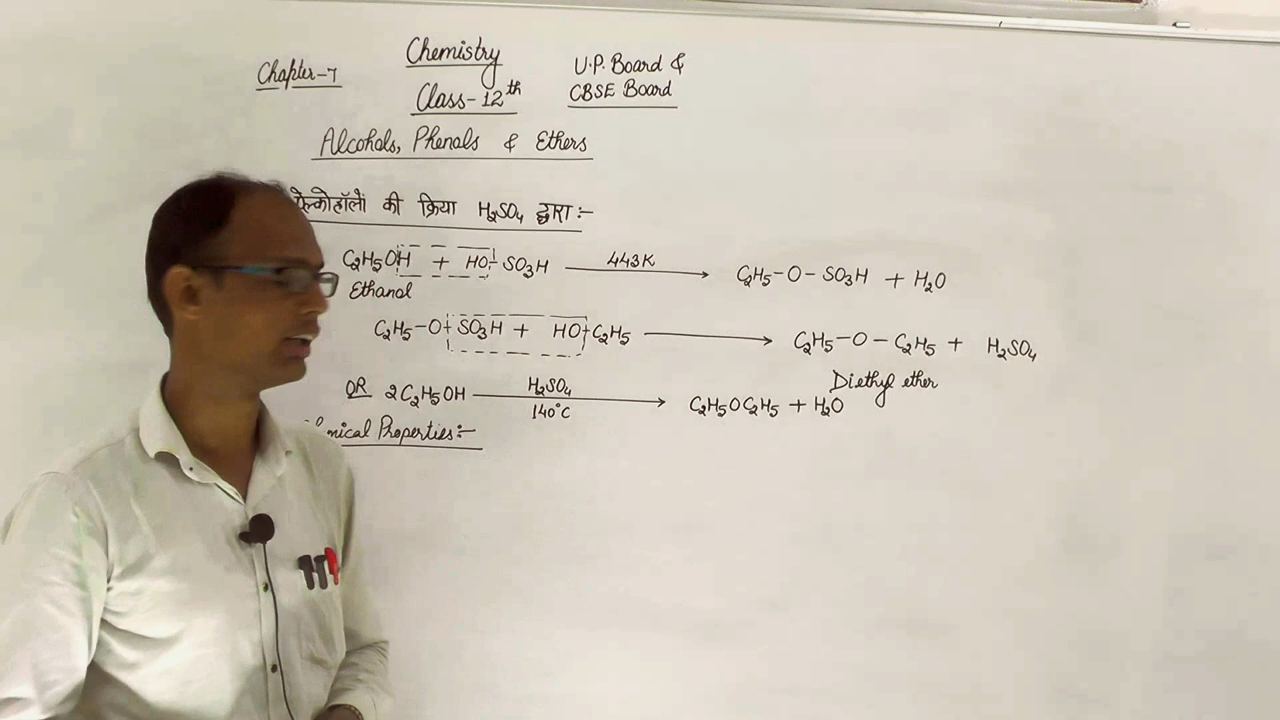 Chapter-7 Chemistry U.P. Board &
Class-12th CBSE Board
Alcohols, Phenols & Ethers
ऐल्कोहॉलों की क्रिया H₂SO₄ द्वारा :-
C₂H₅OH + HO SO₃H 443K → C₂H₅-O-SO₃H + H₂O
Ethanol
C₂H₅-O SO₃H + HO C₂H₅ → C₂H₅-O-C₂H₅ + H₂SO₄
Diethyl ether
OR 2C₂H₅OH H₂SO₄ 140°C → C₂H₅OC₂H₅ + H₂O
Properties:-